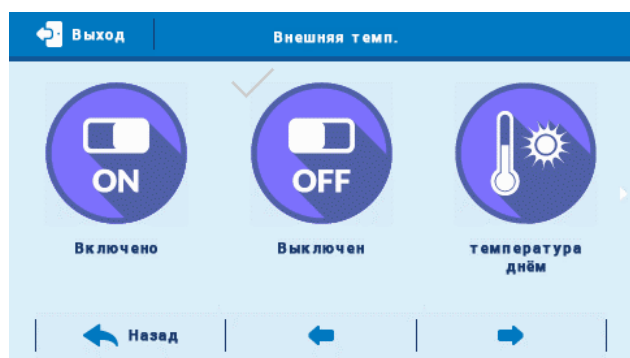 Выход
Внешняя темп.
ON
OFF
Включено
Выключен
температура
днём
Назад